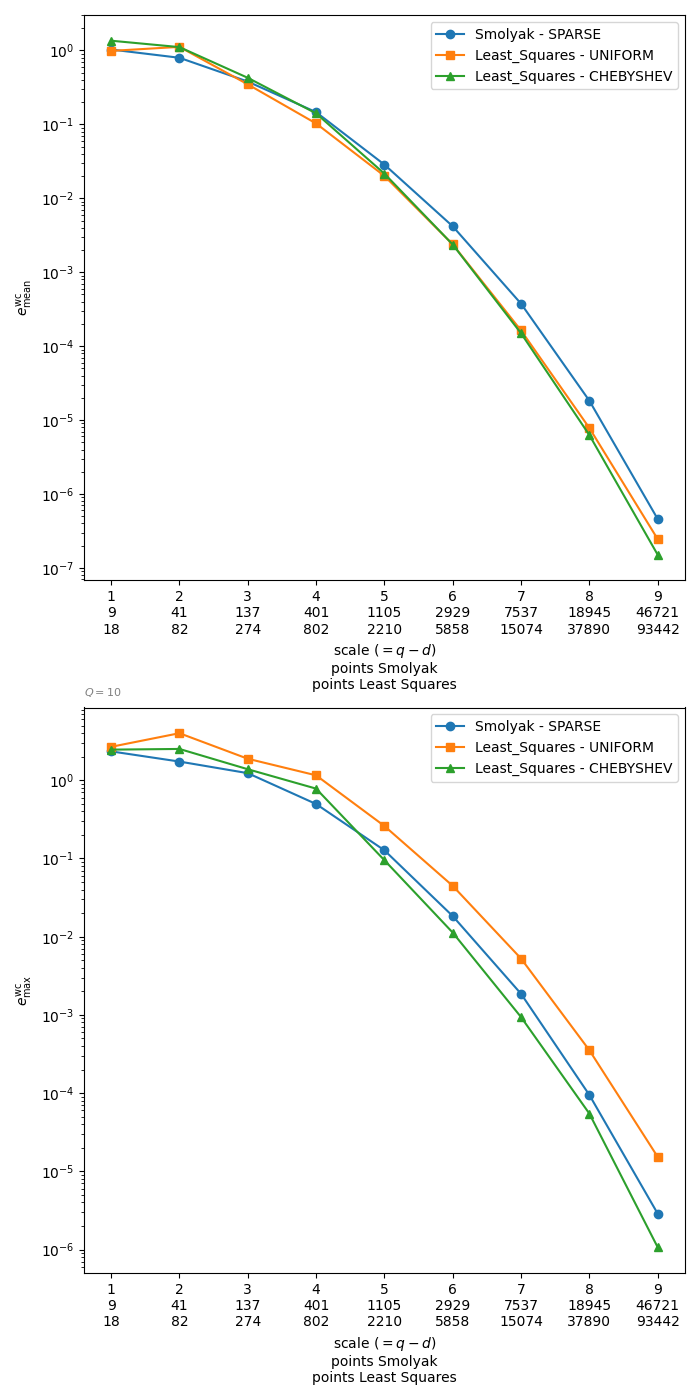 Smolyak - SPARSE
Least_Squares - UNIFORM
Least_Squares - CHEBYSHEV
10⁰
10⁻¹
10⁻²
10⁻³
10⁻⁴
10⁻⁵
10⁻⁶
10⁻⁷
e^wc_mean
1 2 3 4 5 6 7 8 9
9 41 137 401 1105 2929 7537 18945 46721
18 82 274 802 2210 5858 15074 37890 93442
scale (= q − d)
points Smolyak
points Least Squares
Q = 10
Smolyak - SPARSE
Least_Squares - UNIFORM
Least_Squares - CHEBYSHEV
10⁰
10⁻¹
10⁻²
10⁻³
10⁻⁴
10⁻⁵
10⁻⁶
e^wc_max
1 2 3 4 5 6 7 8 9
9 41 137 401 1105 2929 7537 18945 46721
18 82 274 802 2210 5858 15074 37890 93442
scale (= q − d)
points Smolyak
points Least Squares